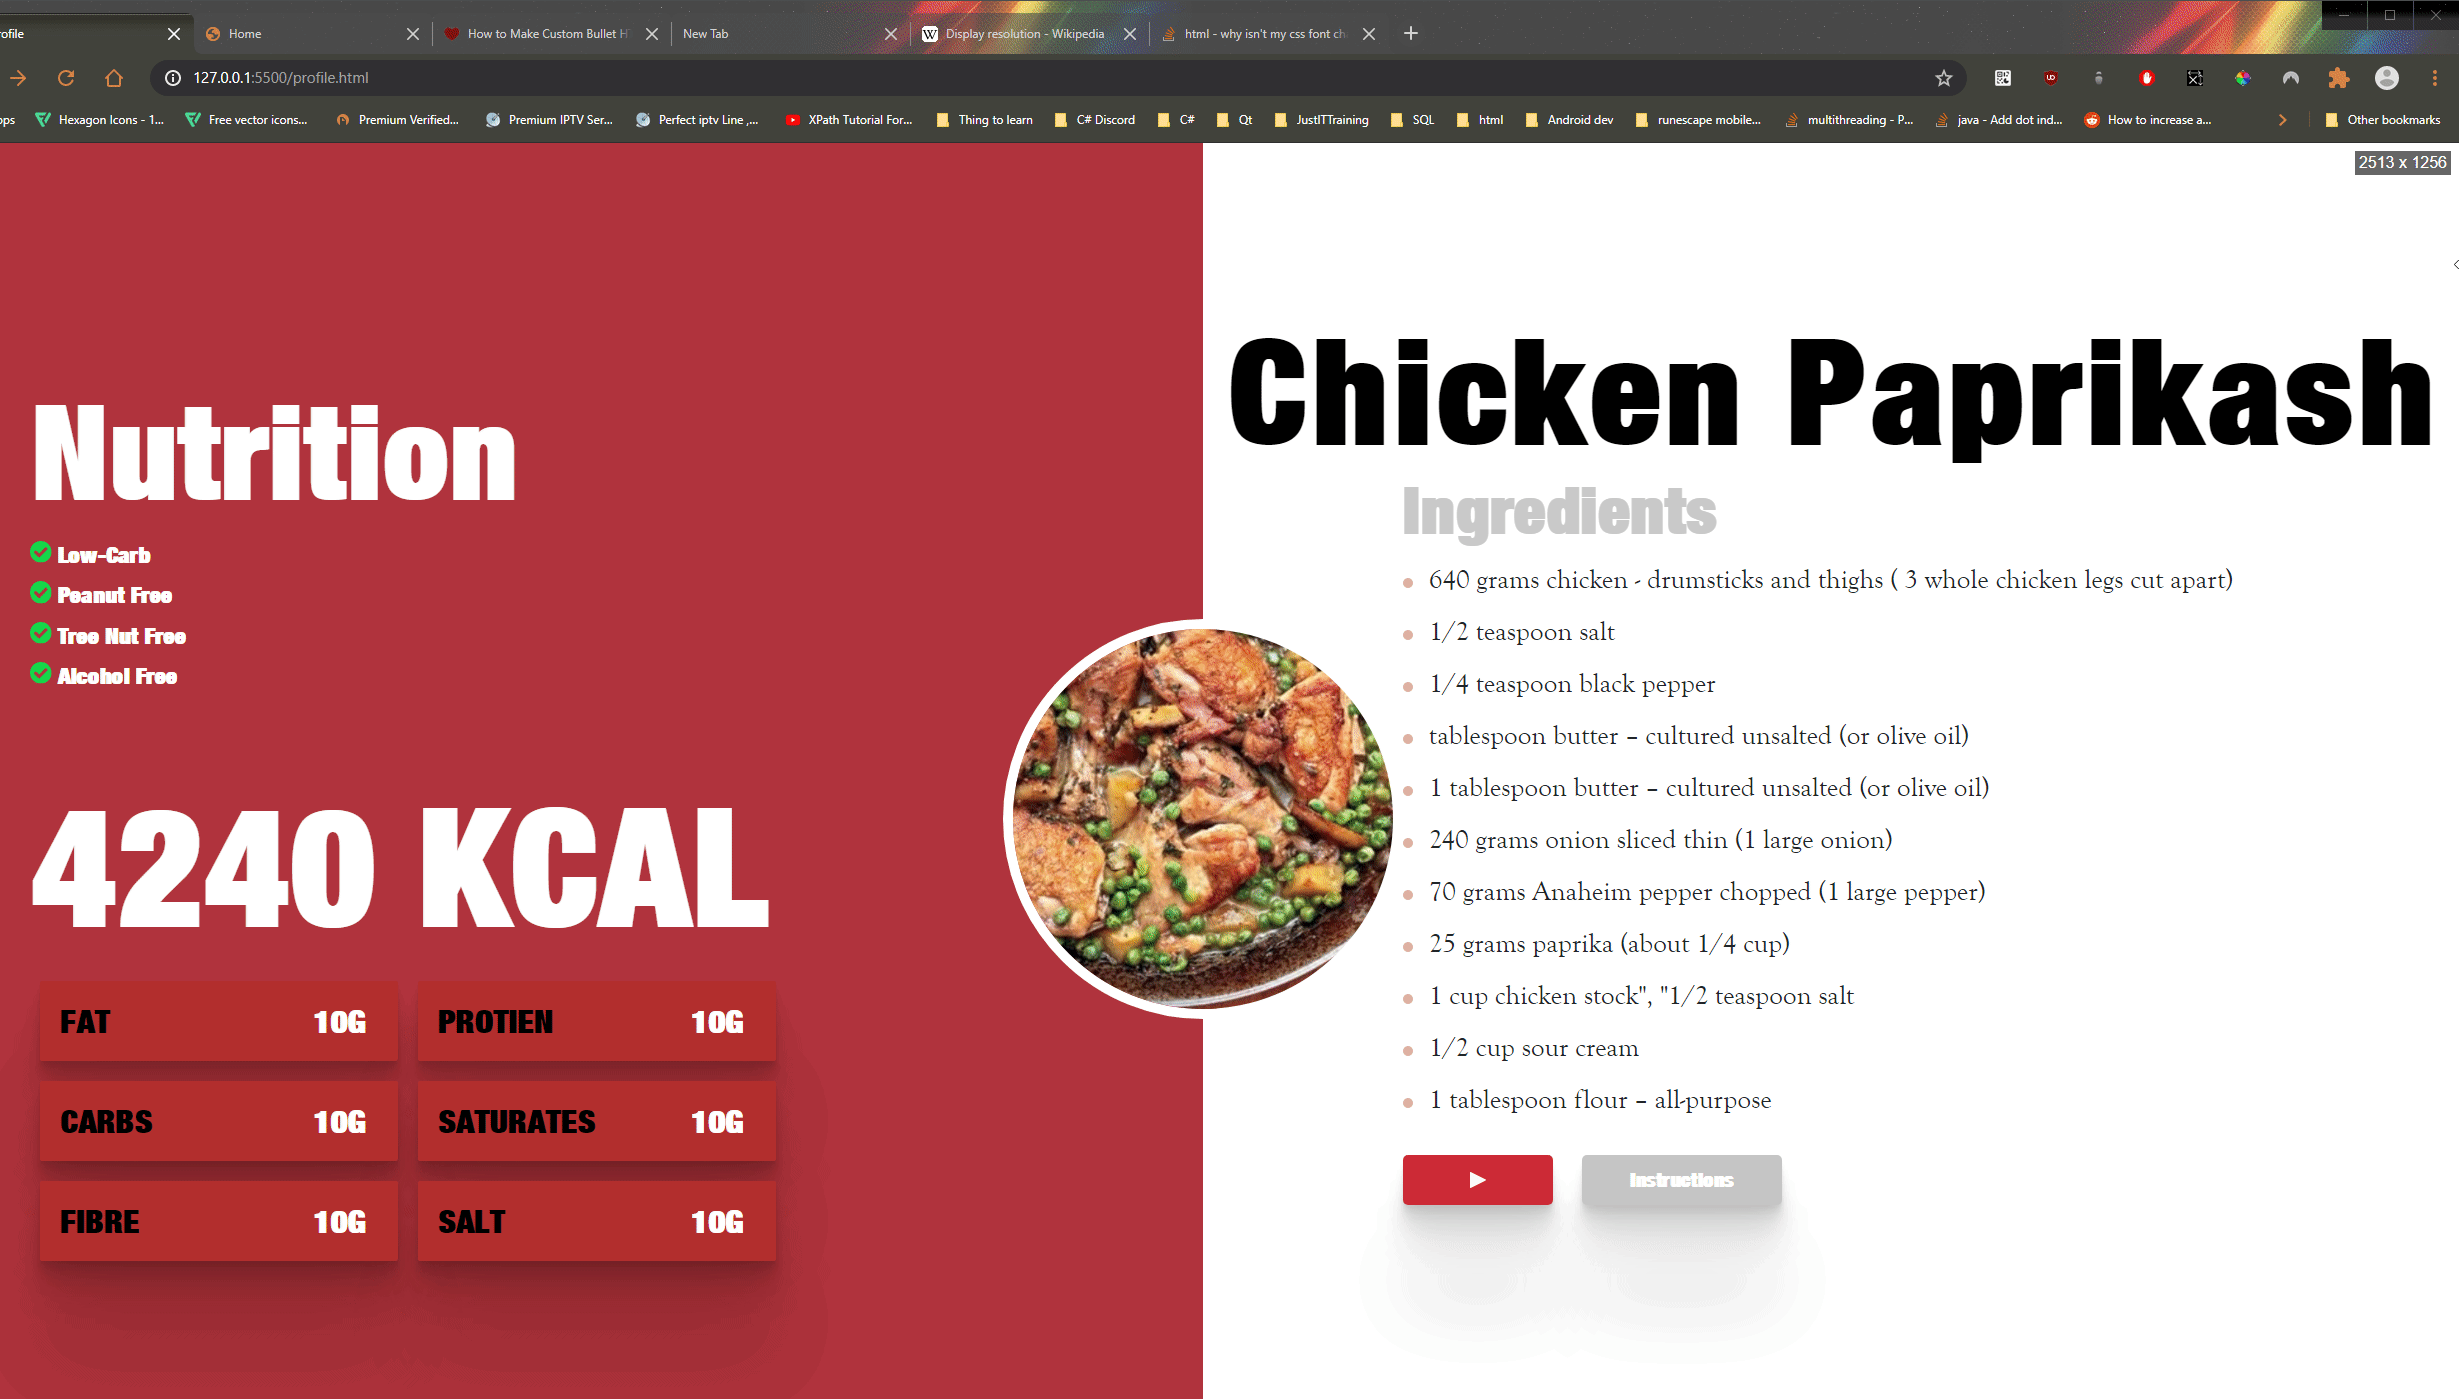 ofile
Home
How to Make Custom Bullet H
New Tab
W Display resolution - Wikipedia
html - why isn't my css font ch
127.0.0.1:5500/profile.html
ops
Hexagon Icons - 1...
Free vector icons...
Premium Verified...
Premium IPTV Ser...
Perfect iptv Line ,...
XPath Tutorial For...
Thing to learn
C# Discord
C#
Qt
JustITTraining
SQL
html
Android dev
runescape mobile...
multithreading - P...
java - Add dot ind...
How to increase a...
Other bookmarks
2513 x 1256
Nutrition
Low-Carb
Peanut Free
Tree Nut Free
Alcohol Free
4240 KCAL
FAT 10G
PROTIEN 10G
CARBS 10G
SATURATES 10G
FIBRE 10G
SALT 10G
Chicken Paprikash
Ingredients
640 grams chicken - drumsticks and thighs ( 3 whole chicken legs cut apart)
1/2 teaspoon salt
1/4 teaspoon black pepper
tablespoon butter – cultured unsalted (or olive oil)
1 tablespoon butter – cultured unsalted (or olive oil)
240 grams onion sliced thin (1 large onion)
70 grams Anaheim pepper chopped (1 large pepper)
25 grams paprika (about 1/4 cup)
1 cup chicken stock", "1/2 teaspoon salt
1/2 cup sour cream
1 tablespoon flour – all-purpose
Instructions